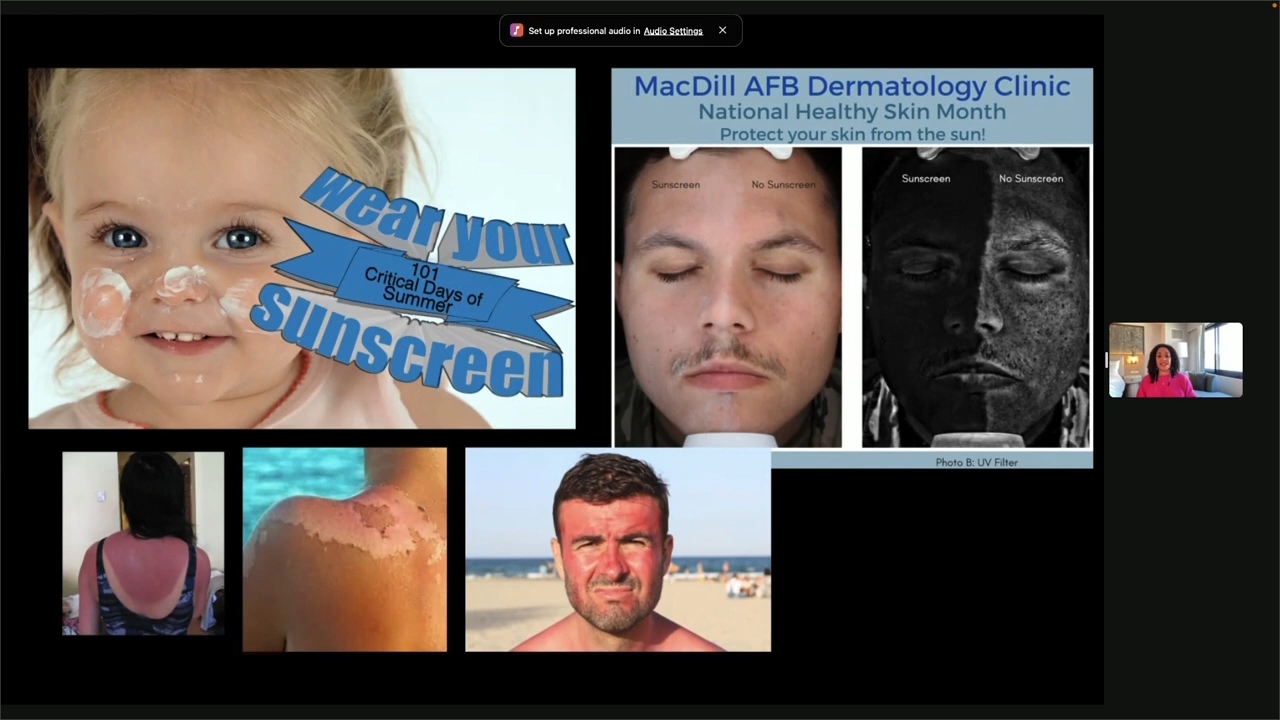 Set up professional audio in Audio Settings
wear your
101
Critical Days of
Summer
sunscreen
MacDill AFB Dermatology Clinic
National Healthy Skin Month
Protect your skin from the sun!
Sunscreen
No Sunscreen
Sunscreen
No Sunscreen
Photo B: UV Filter